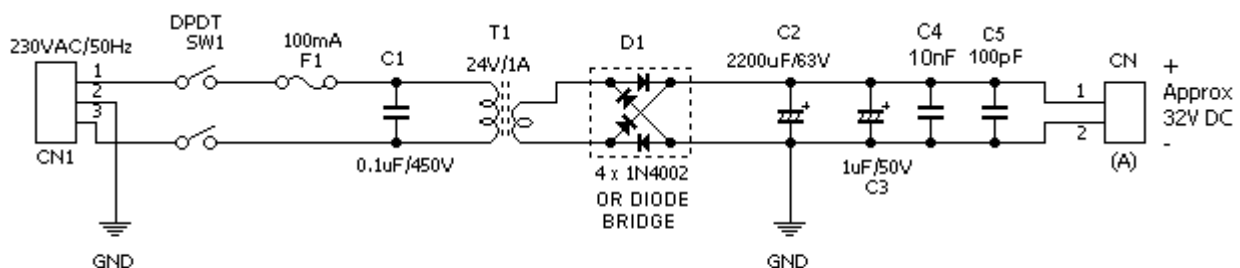 230VAC/50Hz
1
2
3
CN1
GND
DPDT
SW1
100mA
F1
C1
0.1uF/450V
T1
24V/1A
D1
4 x 1N4002
OR DIODE
BRIDGE
C2
2200uF/63V
+
GND
+
1uF/50V
C3
C4
10nF
C5
100pF
CN
1
2
(A)
+
Approx
32V DC
-